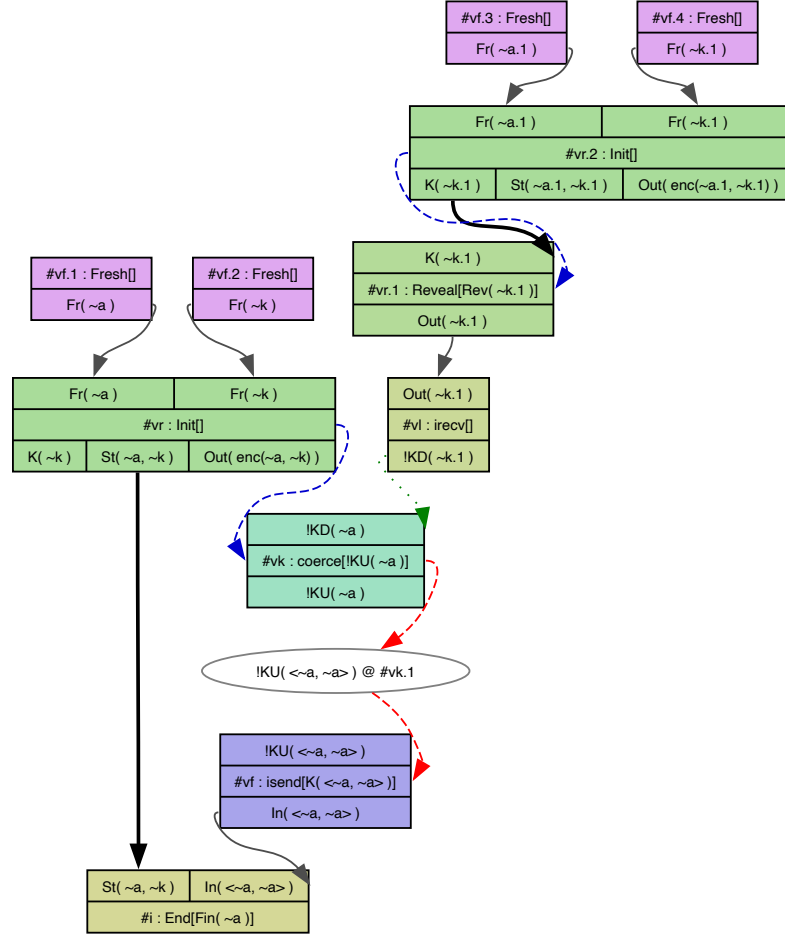 #vf.3 : Fresh[]
Fr( ~a.1 )
#vf.4 : Fresh[]
Fr( ~k.1 )
Fr( ~a.1 )
Fr( ~k.1 )
#vr.2 : Init[]
K( ~k.1 )
St( ~a.1, ~k.1 )
Out( enc(~a.1, ~k.1) )
K( ~k.1 )
#vr.1 : Reveal[Rev( ~k.1 )]
Out( ~k.1 )
#vf.1 : Fresh[]
Fr( ~a )
#vf.2 : Fresh[]
Fr( ~k )
Fr( ~a )
Fr( ~k )
#vr : Init[]
K( ~k )
St( ~a, ~k )
Out( enc(~a, ~k) )
Out( ~k.1 )
#vl : irecv[]
!KD( ~k.1 )
!KD( ~a )
#vk : coerce[!KU( ~a )]
!KU( ~a )
!KU( <~a, ~a> ) @ #vk.1
!KU( <~a, ~a> )
#vf : isend[K( <~a, ~a> )]
In( <~a, ~a> )
St( ~a, ~k )
In( <~a, ~a> )
#i : End[Fin( ~a )]